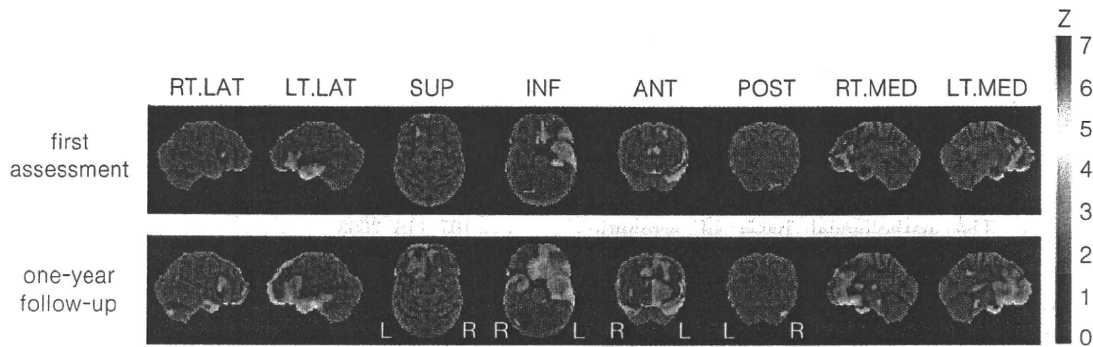 Z
7
RT.LAT LT.LAT SUP INF ANT POST RT.MED LT.MED
6
5
first
assessment
4
3
2
one-year
follow-up
1
L R R L R L L R
0